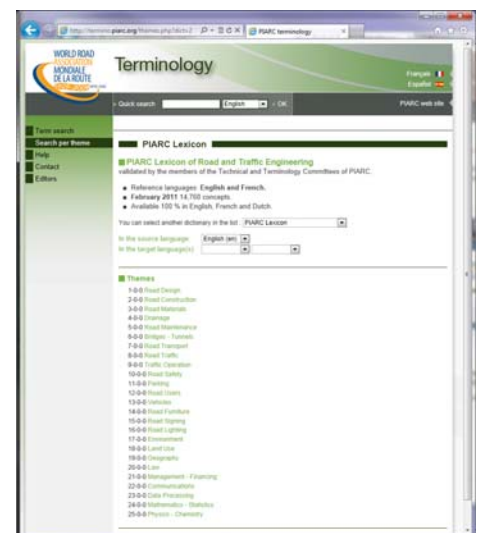 http://termino.piarc.org/themes.php?dicts-2
PIARC terminology
WORLD ROAD
ASSOCIATION
MONDIALE
DE LA ROUTE
Terminology
Français
Español
Quick search
English
OK
PIARC web site
Term search
Search per theme
Help
Contact
Editors
PIARC Lexicon
PIARC Lexicon of Road and Traffic Engineering
validated by the members of the Technical and Terminology Committees of PIARC.
Reference languages: English and French.
February 2011 14,760 concepts.
Available 100 % in English, French and Dutch.
You can select another dictionary in the list : PIARC Lexicon
In the source language English (en)
In the target language(s)
Themes
1-0-0 Road Design
2-0-0 Road Construction
3-0-0 Road Materials
4-0-0 Drainage
5-0-0 Road Maintenance
6-0-0 Bridges - Tunnels
7-0-0 Road Transport
8-0-0 Road Traffic
9-0-0 Traffic Operation
10-0-0 Road Safety
11-0-0 Parking
12-0-0 Road Users
13-0-0 Vehicles
14-0-0 Road Furniture
15-0-0 Road Signing
16-0-0 Road Lighting
17-0-0 Environment
18-0-0 Land Use
19-0-0 Geography
20-0-0 Law
21-0-0 Management - Financing
22-0-0 Communications
23-0-0 Data Processing
24-0-0 Mathematics - Statistics
25-0-0 Physics - Chemistry